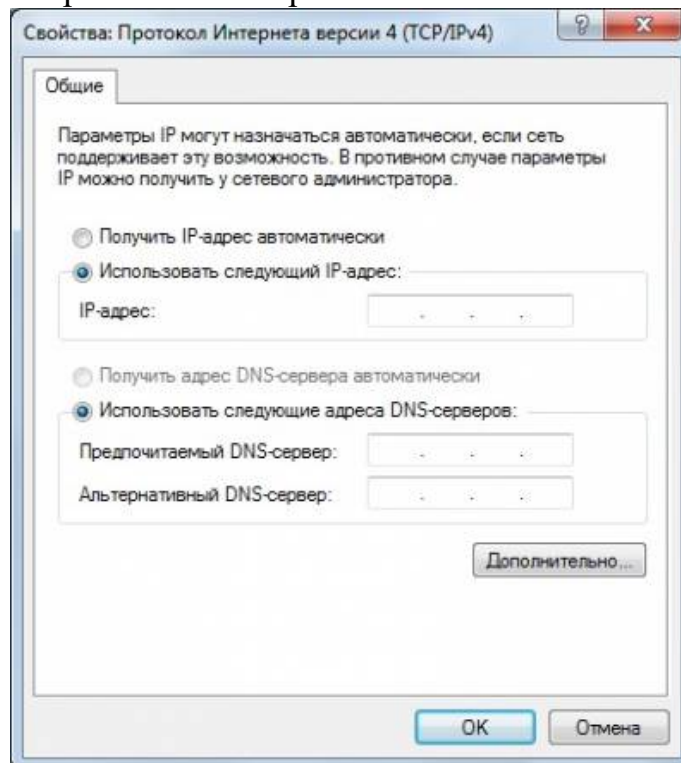 Свойства: Протокол Интернета версии 4 (TCP/IPv4)
Общие
Параметры IP могут назначаться автоматически, если сеть
поддерживает эту возможность. В противном случае параметры
IP можно получить у сетевого администратора.
Получить IP-адрес автоматически
Использовать следующий IP-адрес:
IP-адрес: . . .
Получить адрес DNS-сервера автоматически
Использовать следующие адреса DNS-серверов:
Предпочитаемый DNS-сервер: . . .
Альтернативный DNS-сервер: . . .
Дополнительно...
OK Отмена